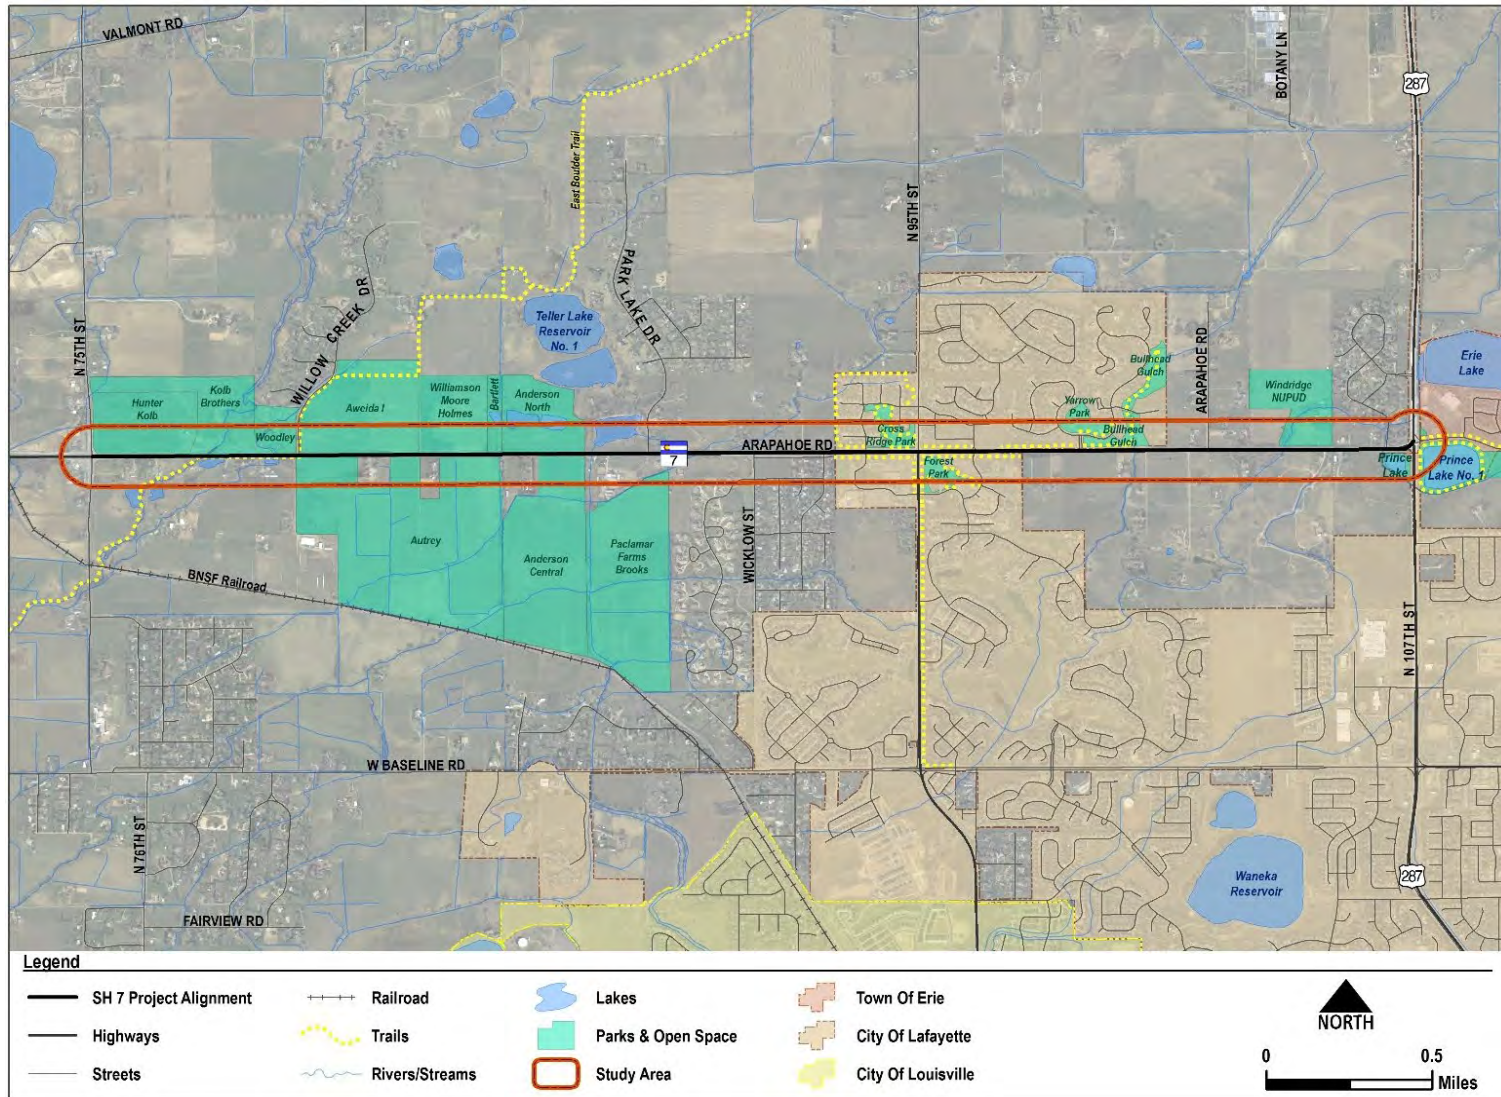 VALMONT RD
BOTANY LN
287
East Boulder Trail
N 95TH ST
N 75TH ST
WILLOW CREEK DR
PARK LAKE DR
Teller Lake
Reservoir
No. 1
ARAPAHOE RD
Bullhead
Gulch
Erie
Lake
Hunter
Kolb
Kolb
Brothers
Woodley
Aweida I
Williamson
Moore
Holmes
Bartlett
Anderson
North
Windridge
NUPUD
Yarrow
Park
Bullhead
Gulch
Cross
Ridge Park
ARAPAHOE RD
7
Forest
Park
Prince
Lake
Prince
Lake No. 1
Autrey
Anderson
Central
Paclamar
Farms
Brooks
WICKLOW ST
BNSF Railroad
N 107TH ST
W BASELINE RD
N 76TH ST
FAIRVIEW RD
Waneka
Reservoir
287
Legend
SH 7 Project Alignment
Highways
Streets
Railroad
Trails
Rivers/Streams
Lakes
Parks & Open Space
Study Area
Town Of Erie
City Of Lafayette
City Of Louisville
NORTH
0 0.5
Miles